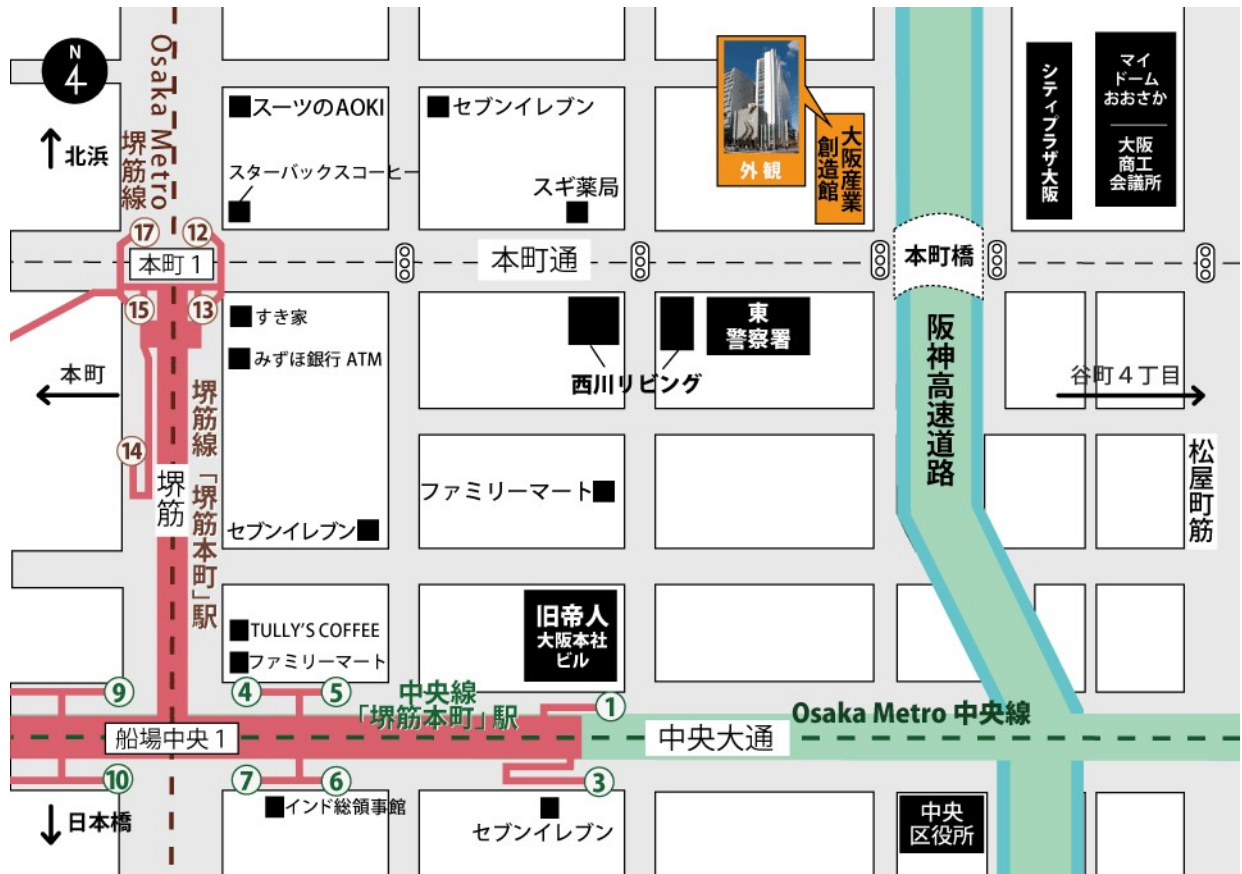 N
北浜
Osaka Metro
堺筋線
スーツのAOKI
セブンイレブン
スターバックスコーヒー
スギ薬局
外観
大阪産業
創造館
シティプラザ大阪
マイ
ドーム
おおさか
大阪
商工
会議所
⑰
⑫
本町1
本町通
本町橋
⑮
⑬
すき家
みずほ銀行 ATM
西川リビング
東
警察署
阪神高速道路
本町
谷町4丁目
⑭
堺筋
堺筋線「堺筋本町」駅
ファミリーマート
セブンイレブン
松屋町筋
TULLY'S COFFEE
ファミリーマート
旧帝人
大阪本社
ビル
⑨
④
⑤
中央線
「堺筋本町」駅
①
Osaka Metro 中央線
船場中央1
中央大通
⑩
⑦
⑥
③
日本橋
インド総領事館
セブンイレブン
中央
区役所